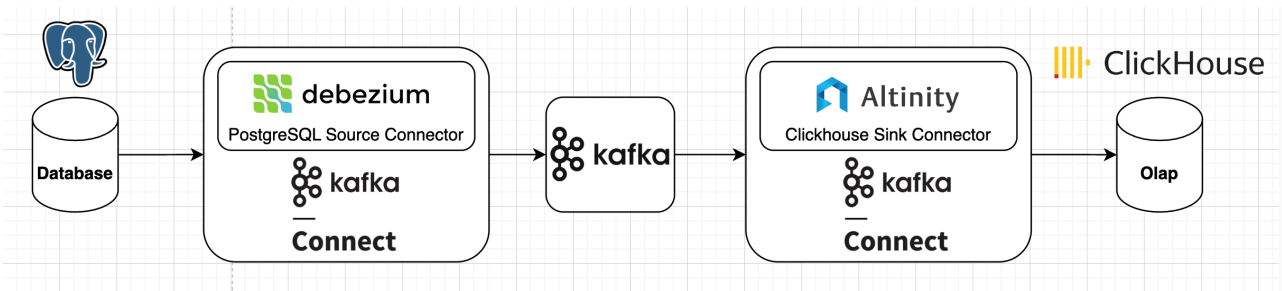 Database
debezium
PostgreSQL Source Connector
kafka
Connect
kafka
Altinity
Clickhouse Sink Connector
kafka
Connect
ClickHouse
Olap